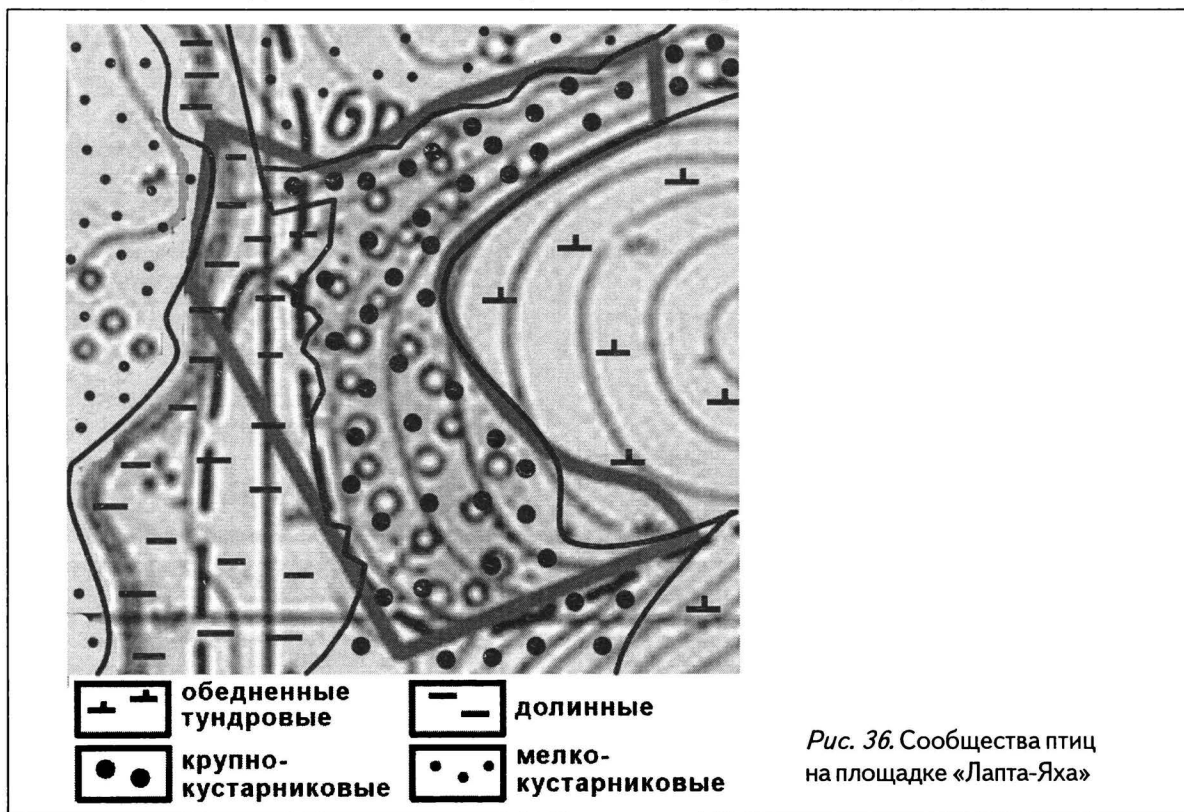 обедненные
тундровые
долинные
крупно-
кустарниковые
мелко-
кустарниковые
Рис. 36. Сообщества птиц
на площадке «Лапта-Яха»